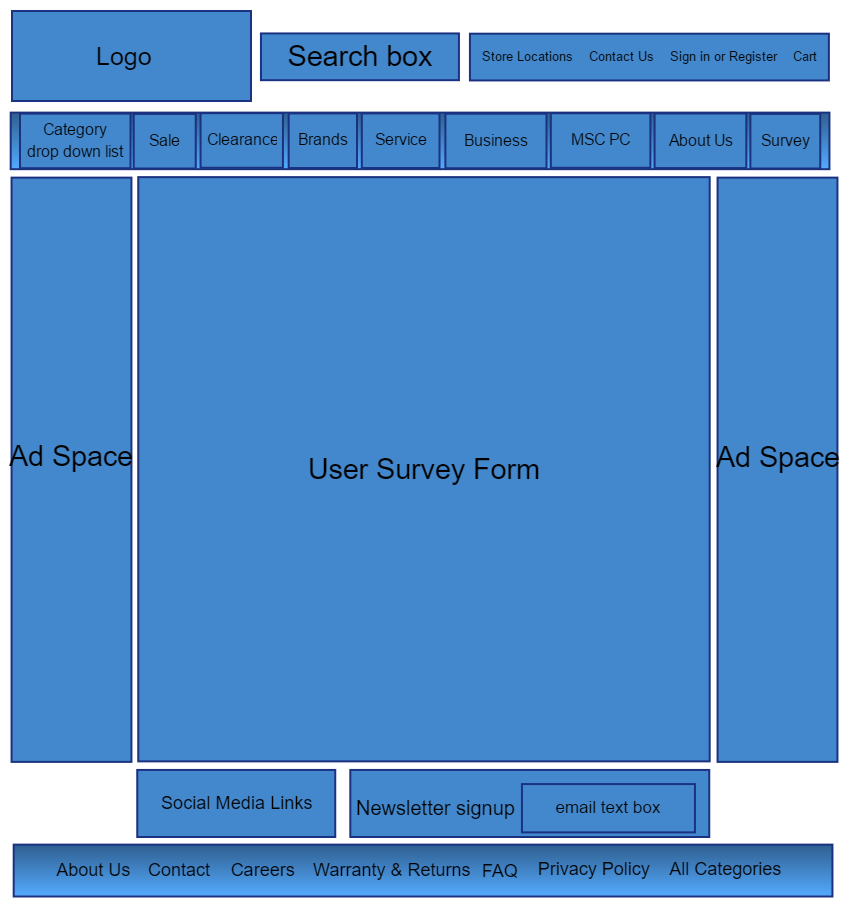 Logo
Search box
Store Locations Contact Us Sign in or Register Cart
Category
drop down list
Sale
Clearance
Brands
Service
Business
MSC PC
About Us
Survey
Ad Space
User Survey Form
Ad Space
Social Media Links
Newsletter signup
email text box
About Us Contact Careers Warranty & Returns FAQ Privacy Policy All Categories